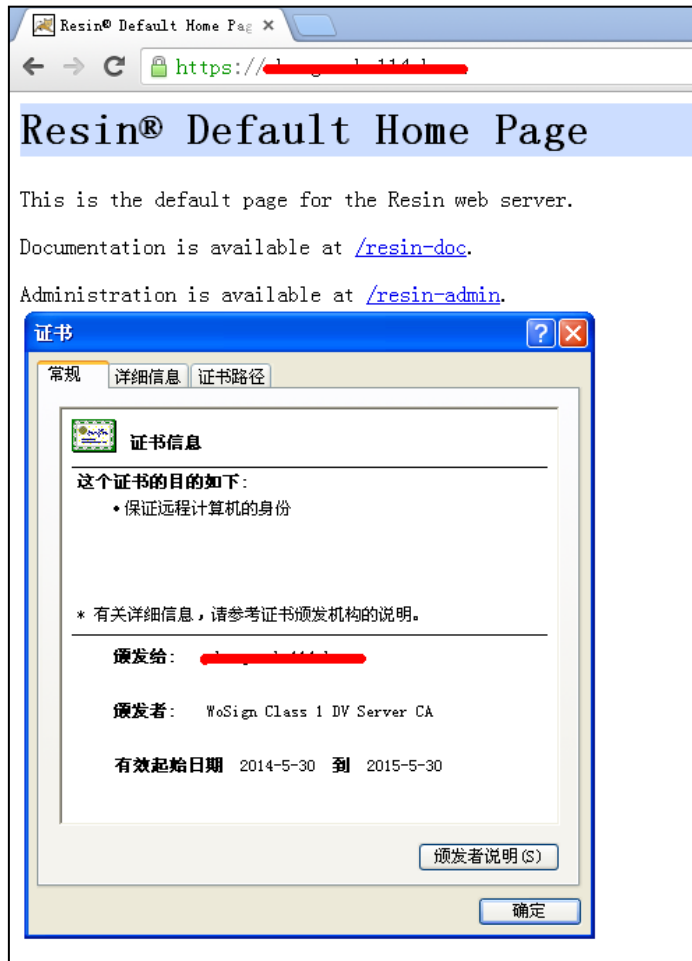 Resin® Default Home Pag
https://
Resin® Default Home Page
This is the default page for the Resin web server.
Documentation is available at /resin-doc.
Administration is available at /resin-admin.
证书
常规 详细信息 证书路径
证书信息
这个证书的目的如下:
•保证远程计算机的身份
* 有关详细信息，请参考证书颁发机构的说明。
颁发给:
颁发者: WoSign Class 1 DV Server CA
有效起始日期 2014-5-30 到 2015-5-30
颁发者说明(S)
确定